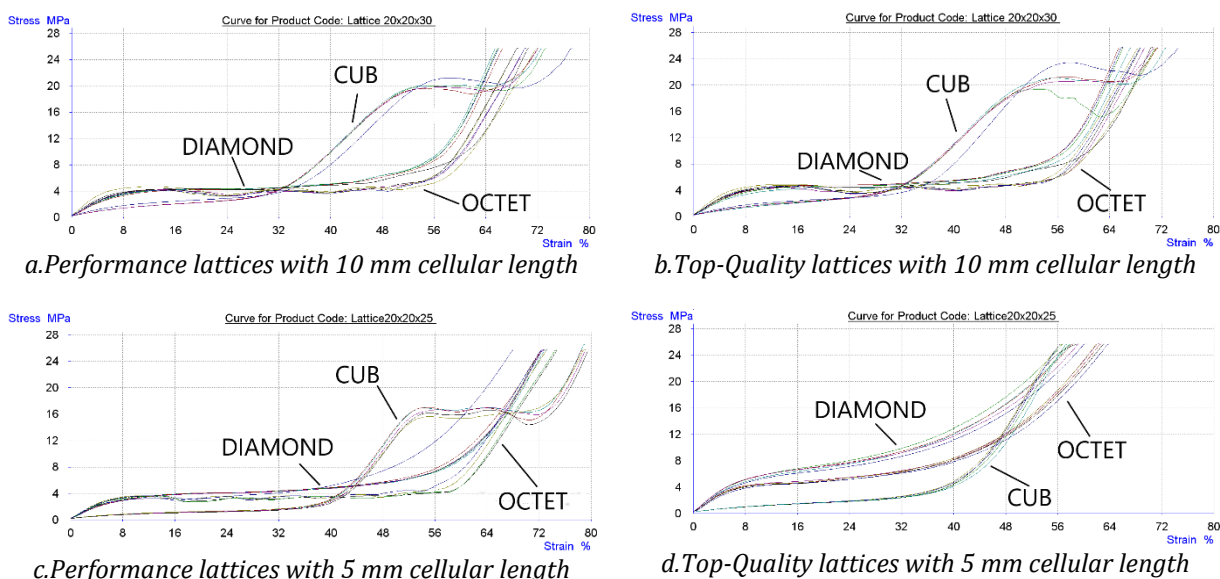 Stress MPa
Curve for Product Code: Lattice 20x20x30
28
24
20
16
12
8
4
0
CUB
DIAMOND
OCTET
0 8 16 24 32 40 48 56 64 72 80
Strain %
a.Performance lattices with 10 mm cellular length
Stress MPa
Curve for Product Code: Lattice 20x20x30
28
24
20
16
12
8
4
0
CUB
DIAMOND
OCTET
0 8 16 24 32 40 48 56 64 72 80
Strain %
b.Top-Quality lattices with 10 mm cellular length
Stress MPa
Curve for Product Code: Lattice20x20x25
28
24
20
16
12
8
4
0
CUB
DIAMOND
OCTET
0 8 16 24 32 40 48 56 64 72 80
Strain %
c.Performance lattices with 5 mm cellular length
Stress MPa
Curve for Product Code: Lattice20x20x25
28
24
20
16
12
8
4
0
DIAMOND
OCTET
CUB
0 8 16 24 32 40 48 56 64 72 80
Strain %
d.Top-Quality lattices with 5 mm cellular length